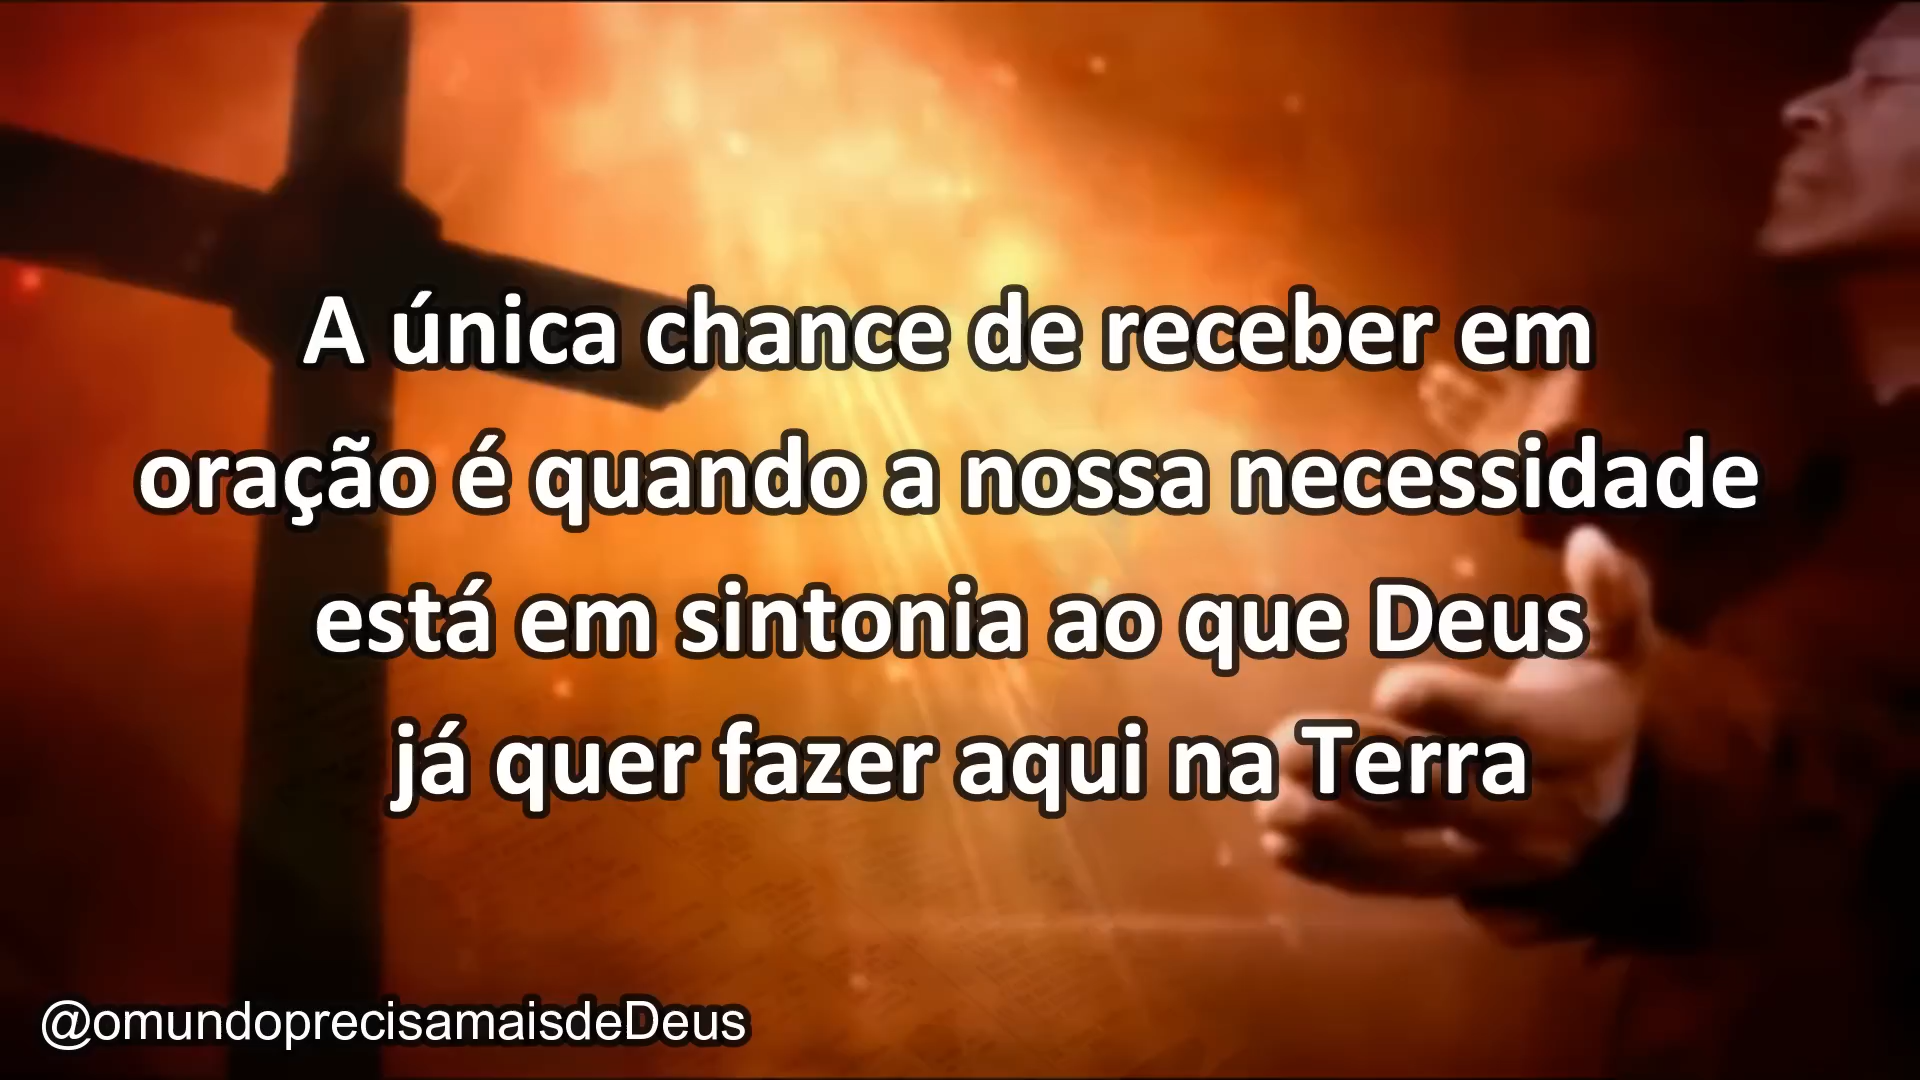 A única chance de receber em
oração é quando a nossa necessidade
está em sintonia ao que Deus
já quer fazer aqui na Terra
@omundoprecisamaisdeDeus